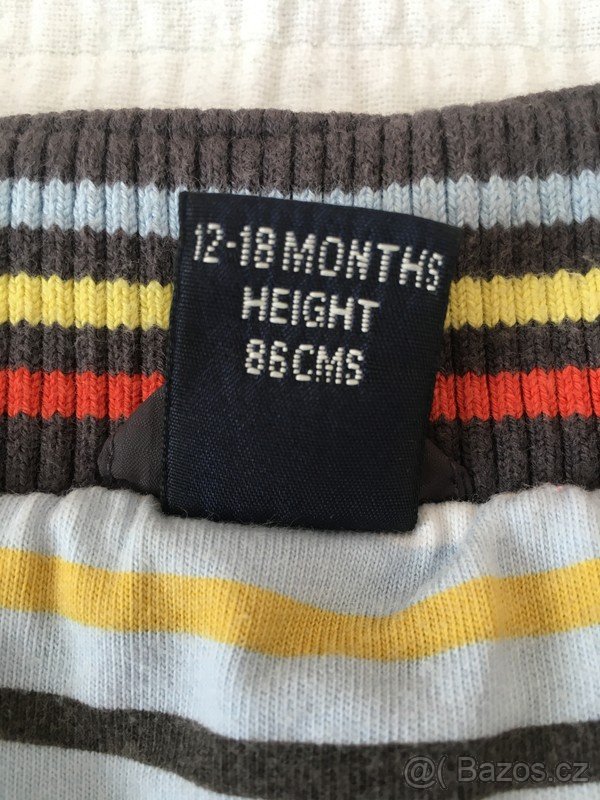 12-18 MONTHS
HEIGHT
86 CMS
@( Bazos.cz